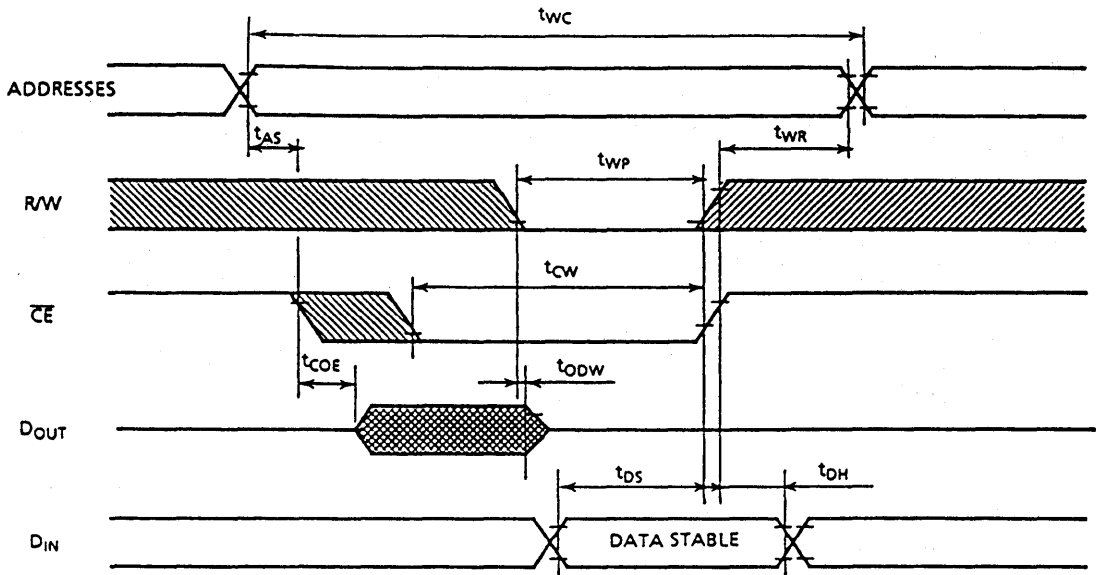 tWC
ADDRESSES
tAS
tWR
tWP
R/W
tCW
CE
tCOE
tODW
DOUT
tDS
tDH
DIN
DATA STABLE